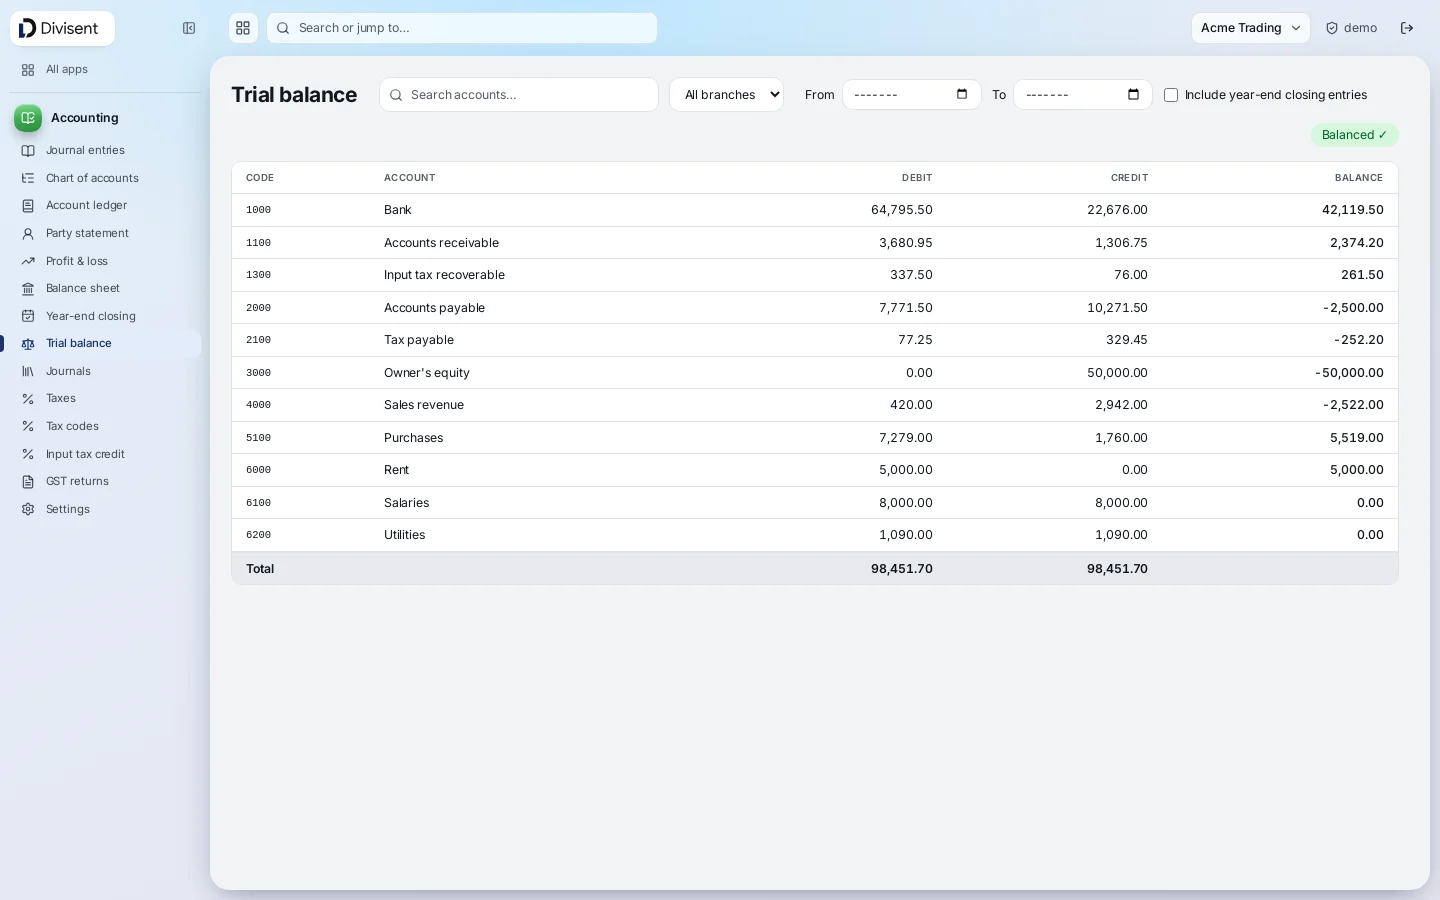 Divisent
Search or jump to...
Acme Trading
demo
All apps
Accounting
Journal entries
Chart of accounts
Account ledger
Party statement
Profit & loss
Balance sheet
Year-end closing
Trial balance
Journals
Taxes
Tax codes
Input tax credit
GST returns
Settings
Trial balance
Search accounts...
All branches
From -------
To -------
Include year-end closing entries
Balanced ✓
CODE ACCOUNT DEBIT CREDIT BALANCE
1000 Bank 64,795.50 22,676.00 42,119.50
1100 Accounts receivable 3,680.95 1,306.75 2,374.20
1300 Input tax recoverable 337.50 76.00 261.50
2000 Accounts payable 7,771.50 10,271.50 -2,500.00
2100 Tax payable 77.25 329.45 -252.20
3000 Owner's equity 0.00 50,000.00 -50,000.00
4000 Sales revenue 420.00 2,942.00 -2,522.00
5100 Purchases 7,279.00 1,760.00 5,519.00
6000 Rent 5,000.00 0.00 5,000.00
6100 Salaries 8,000.00 8,000.00 0.00
6200 Utilities 1,090.00 1,090.00 0.00
Total 98,451.70 98,451.70